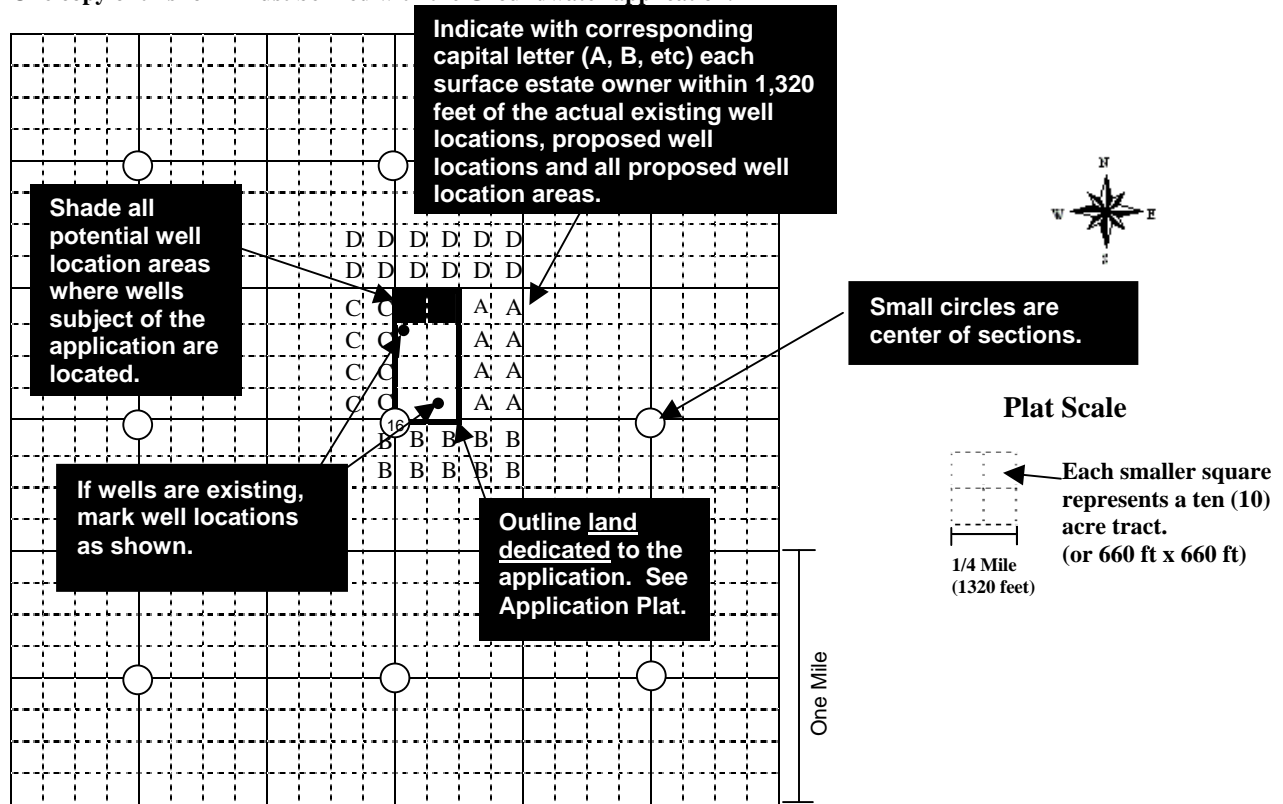 Indicate with corresponding
capital letter (A, B, etc) each
surface estate owner within 1,320
feet of the actual existing well
locations, proposed well
locations and all proposed well
location areas.
Shade all
potential well
location areas
where wells
subject of the
application are
located.
N
W
E
S
D D D D D D
D D D D D D
C C A A
C C A A
C C A A
C C A A
16
B B B B B
B B B B B
Small circles are
center of sections.
Plat Scale
Each smaller square
represents a ten (10)
acre tract.
(or 660 ft x 660 ft)
1/4 Mile
(1320 feet)
If wells are existing,
mark well locations
as shown.
Outline land
dedicated to the
application. See
Application Plat.
One Mile